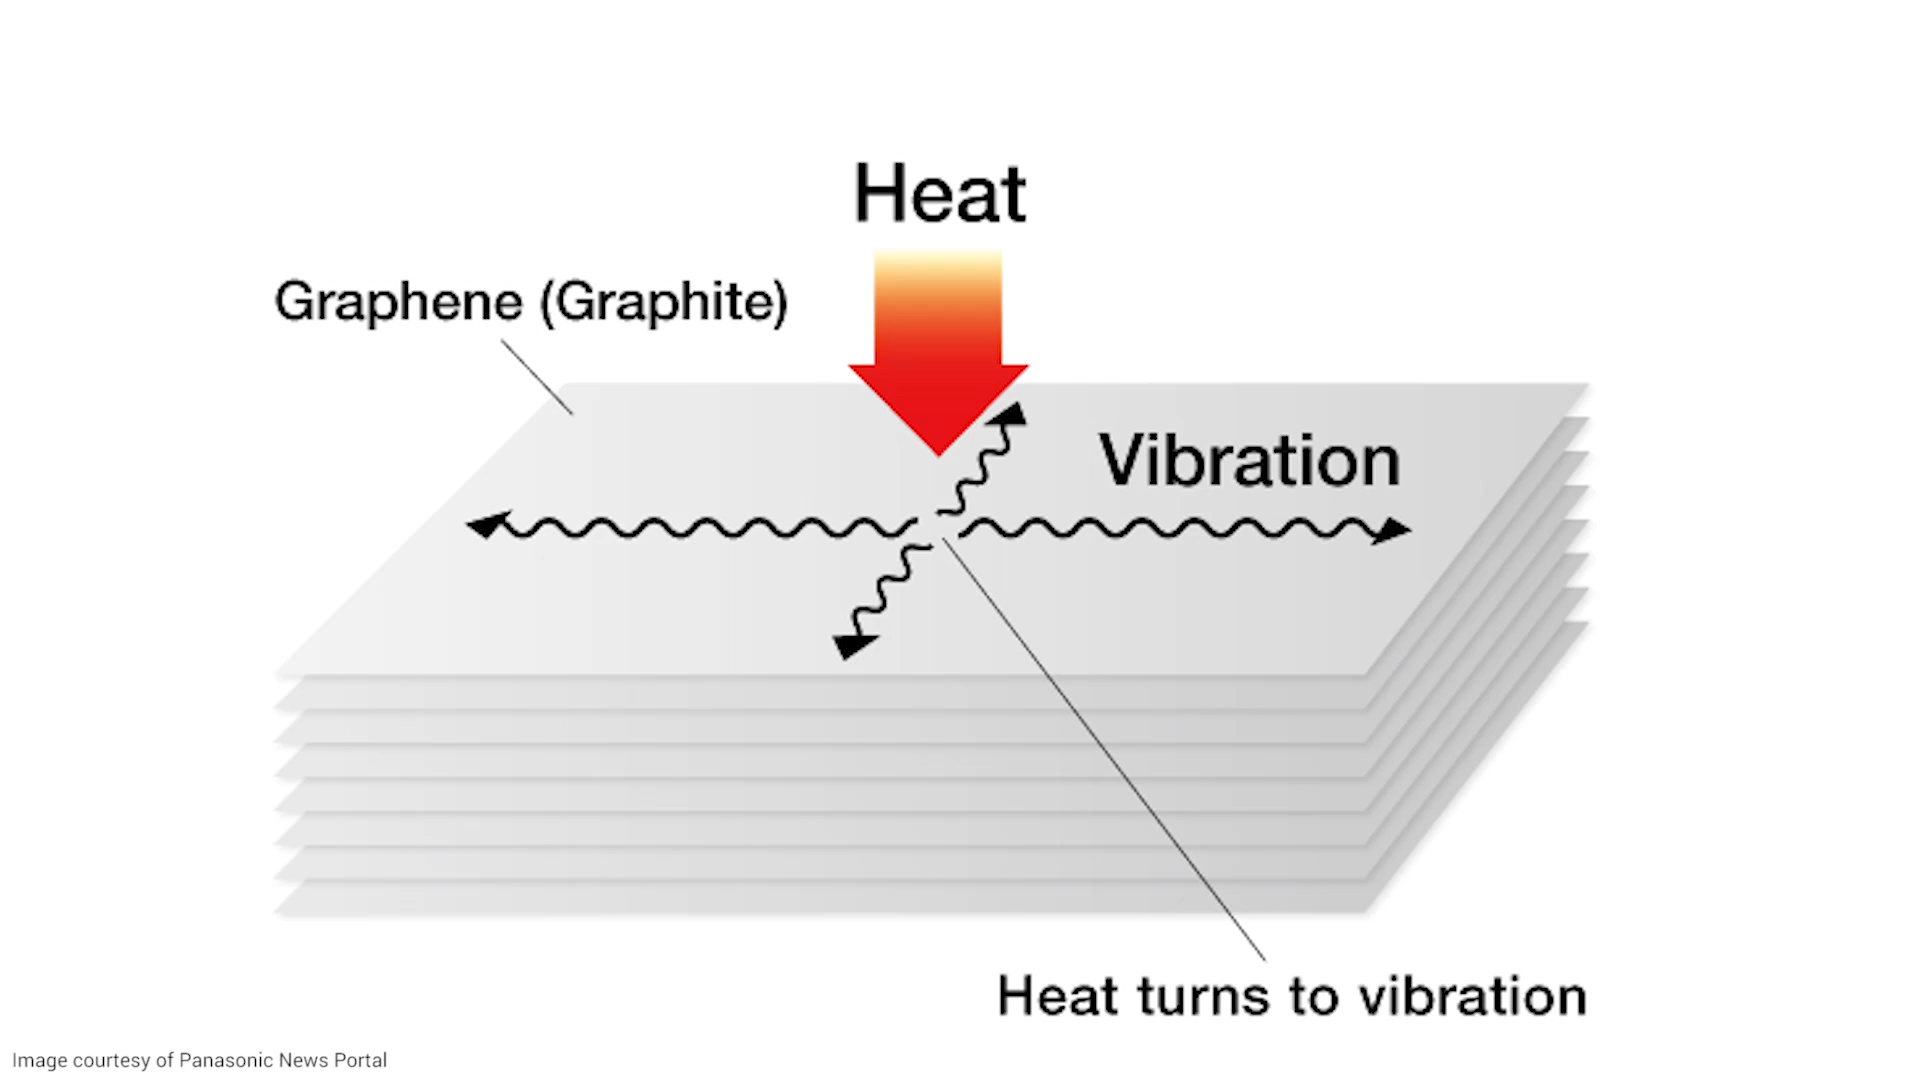 Heat
Graphene (Graphite)
Vibration
Heat turns to vibration
Image courtesy of Panasonic News Portal